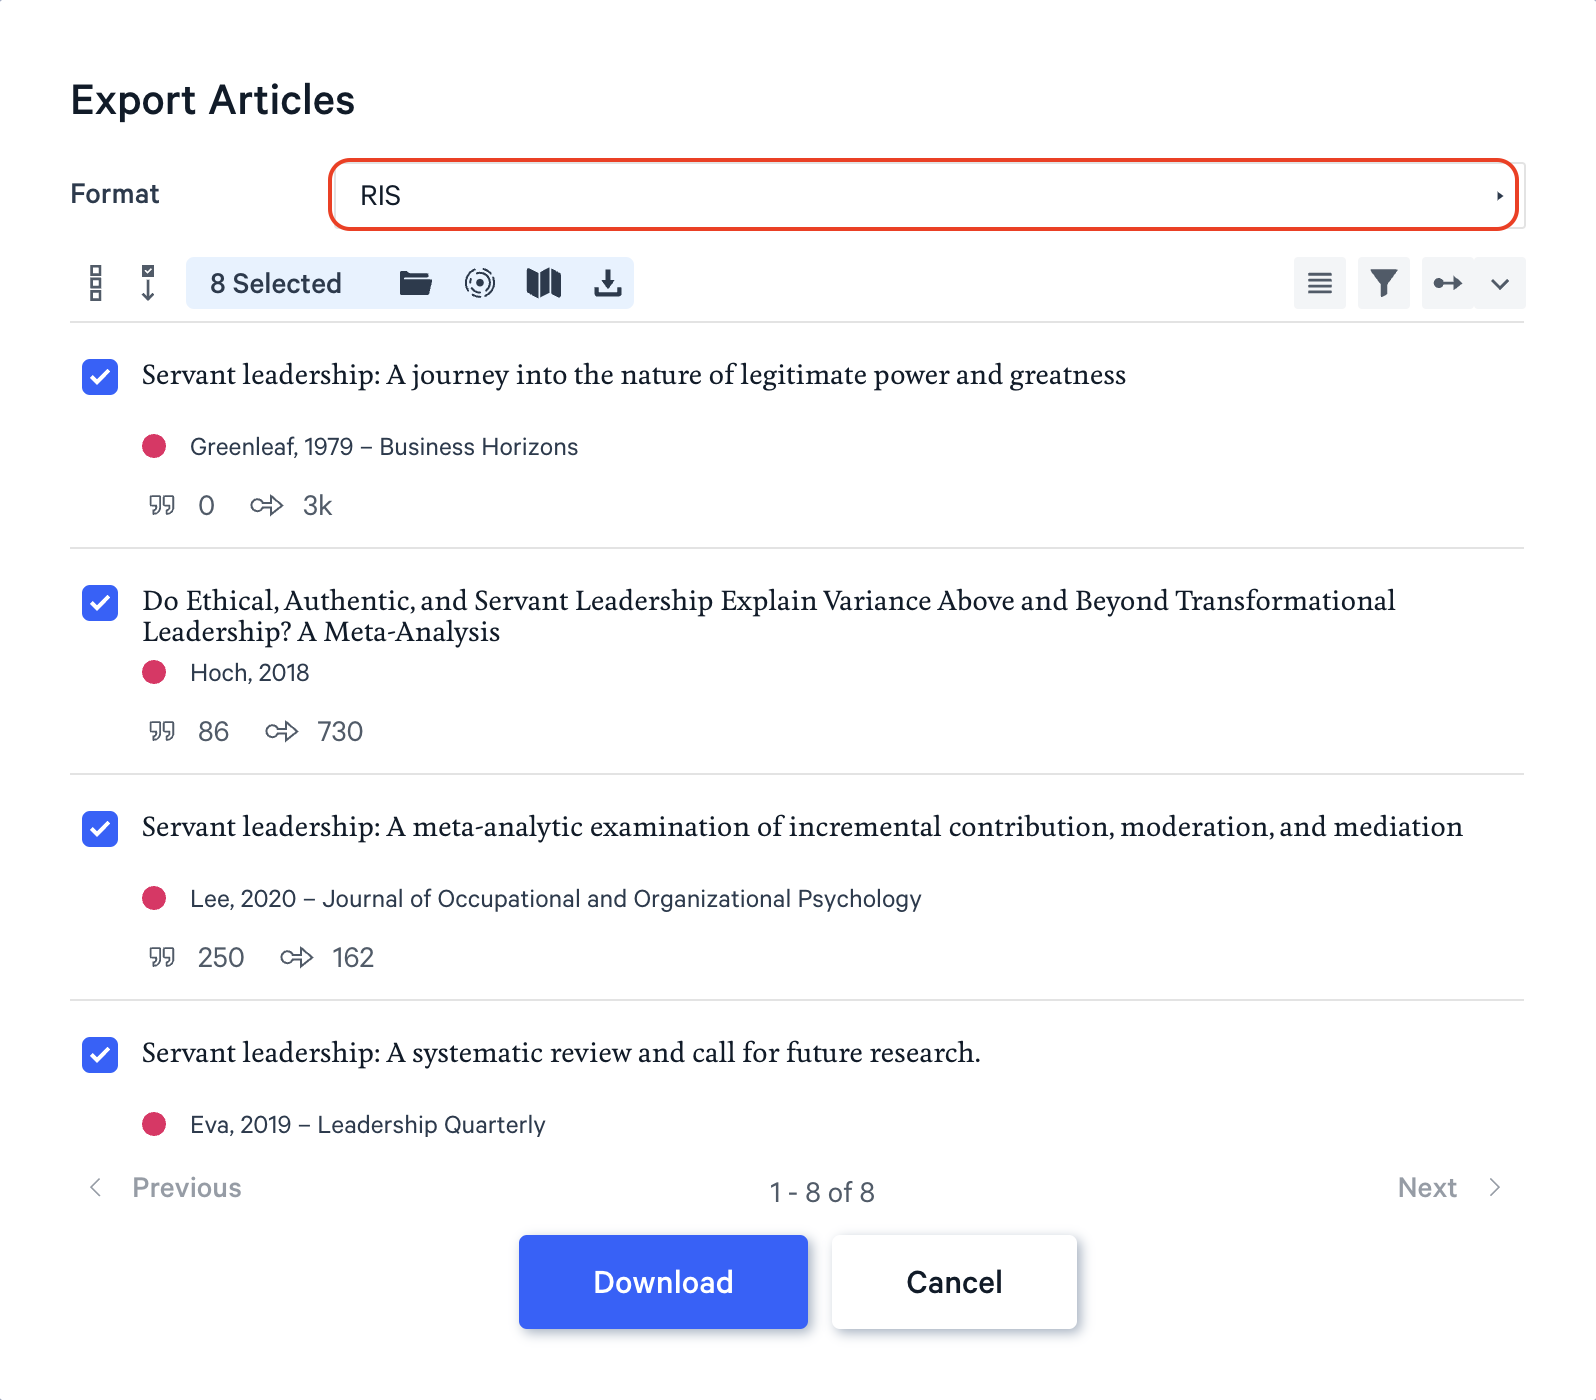 Export Articles
Format
RIS
8 Selected
Servant leadership: A journey into the nature of legitimate power and greatness
Greenleaf, 1979 – Business Horizons
0 3k
Do Ethical, Authentic, and Servant Leadership Explain Variance Above and Beyond Transformational
Leadership? A Meta-Analysis
Hoch, 2018
86 730
Servant leadership: A meta-analytic examination of incremental contribution, moderation, and mediation
Lee, 2020 – Journal of Occupational and Organizational Psychology
250 162
Servant leadership: A systematic review and call for future research.
Eva, 2019 – Leadership Quarterly
Previous 1 - 8 of 8 Next
Download Cancel